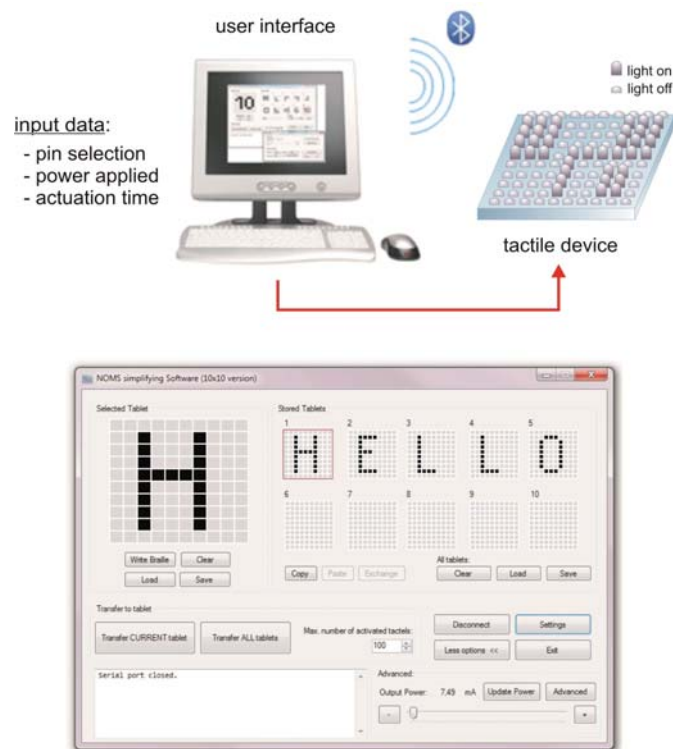 user interface
light on
light off
input data:
- pin selection
- power applied
- actuation time
tactile device
NOMS simplifying Software (10x10 version)
Selected Tablet
Stored Tablets
1 2 3 4 5
H
H E L L O
6 7 8 9 10
Write Braille Clear
Load Save
Copy Paste Exchange
All tablets:
Clear Load Save
Transfer to tablet
Transfer CURRENT tablet Transfer ALL tablets
Max. number of activated tactels:
100
Disconnect Settings
Less options << Exit
Serial port closed.
Advanced:
Output Power: 7,49 mA Update Power Advanced
- +